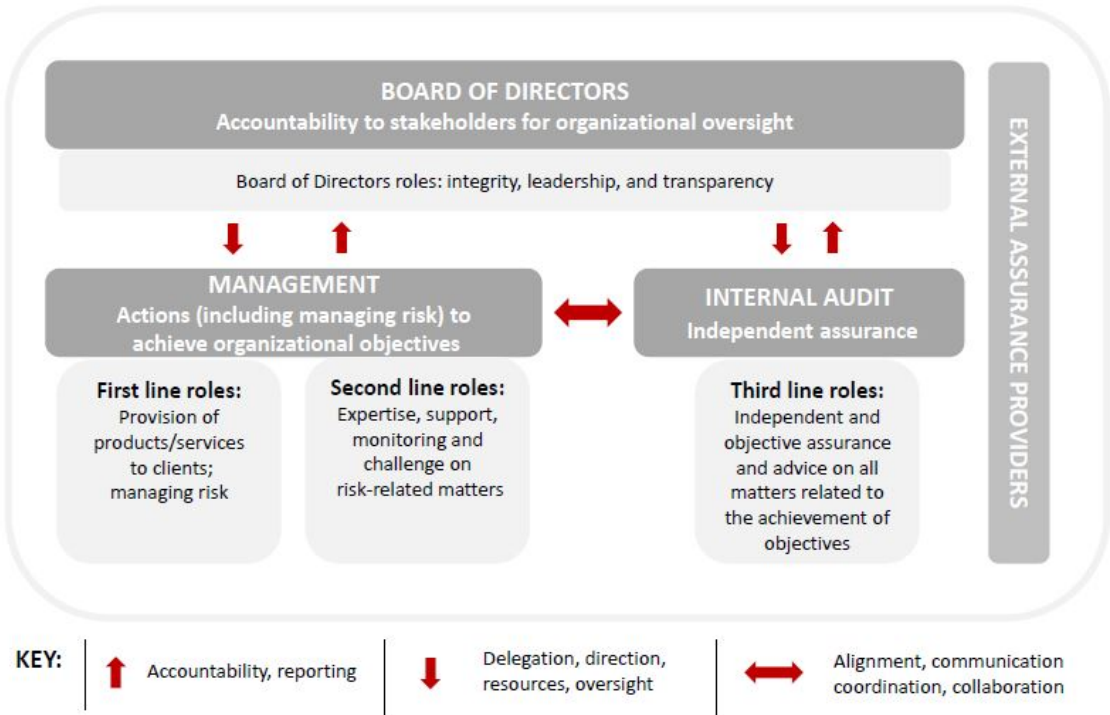 BOARD OF DIRECTORS
Accountability to stakeholders for organizational oversight
Board of Directors roles: integrity, leadership, and transparency
MANAGEMENT
Actions (including managing risk) to
achieve organizational objectives
INTERNAL AUDIT
Independent assurance
First line roles:
Provision of
products/services
to clients;
managing risk
Second line roles:
Expertise, support,
monitoring and
challenge on
risk-related matters
Third line roles:
Independent and
objective assurance
and advice on all
matters related to
the achievement of
objectives
EXTERNAL ASSURANCE PROVIDERS
KEY:
Accountability, reporting
Delegation, direction,
resources, oversight
Alignment, communication
coordination, collaboration